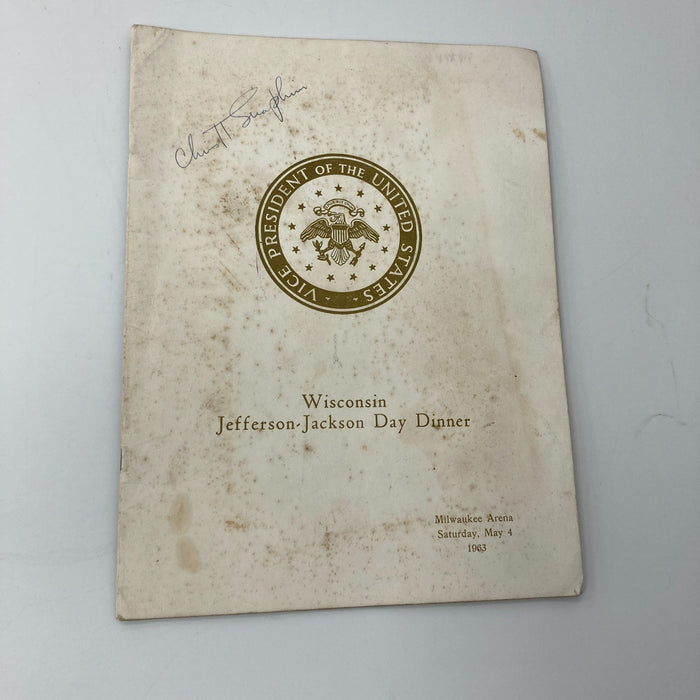 VICE PRESIDENT OF THE UNITED STATES
Wisconsin
Jefferson-Jackson Day Dinner
Milwaukee Arena
Saturday, May 4
1963